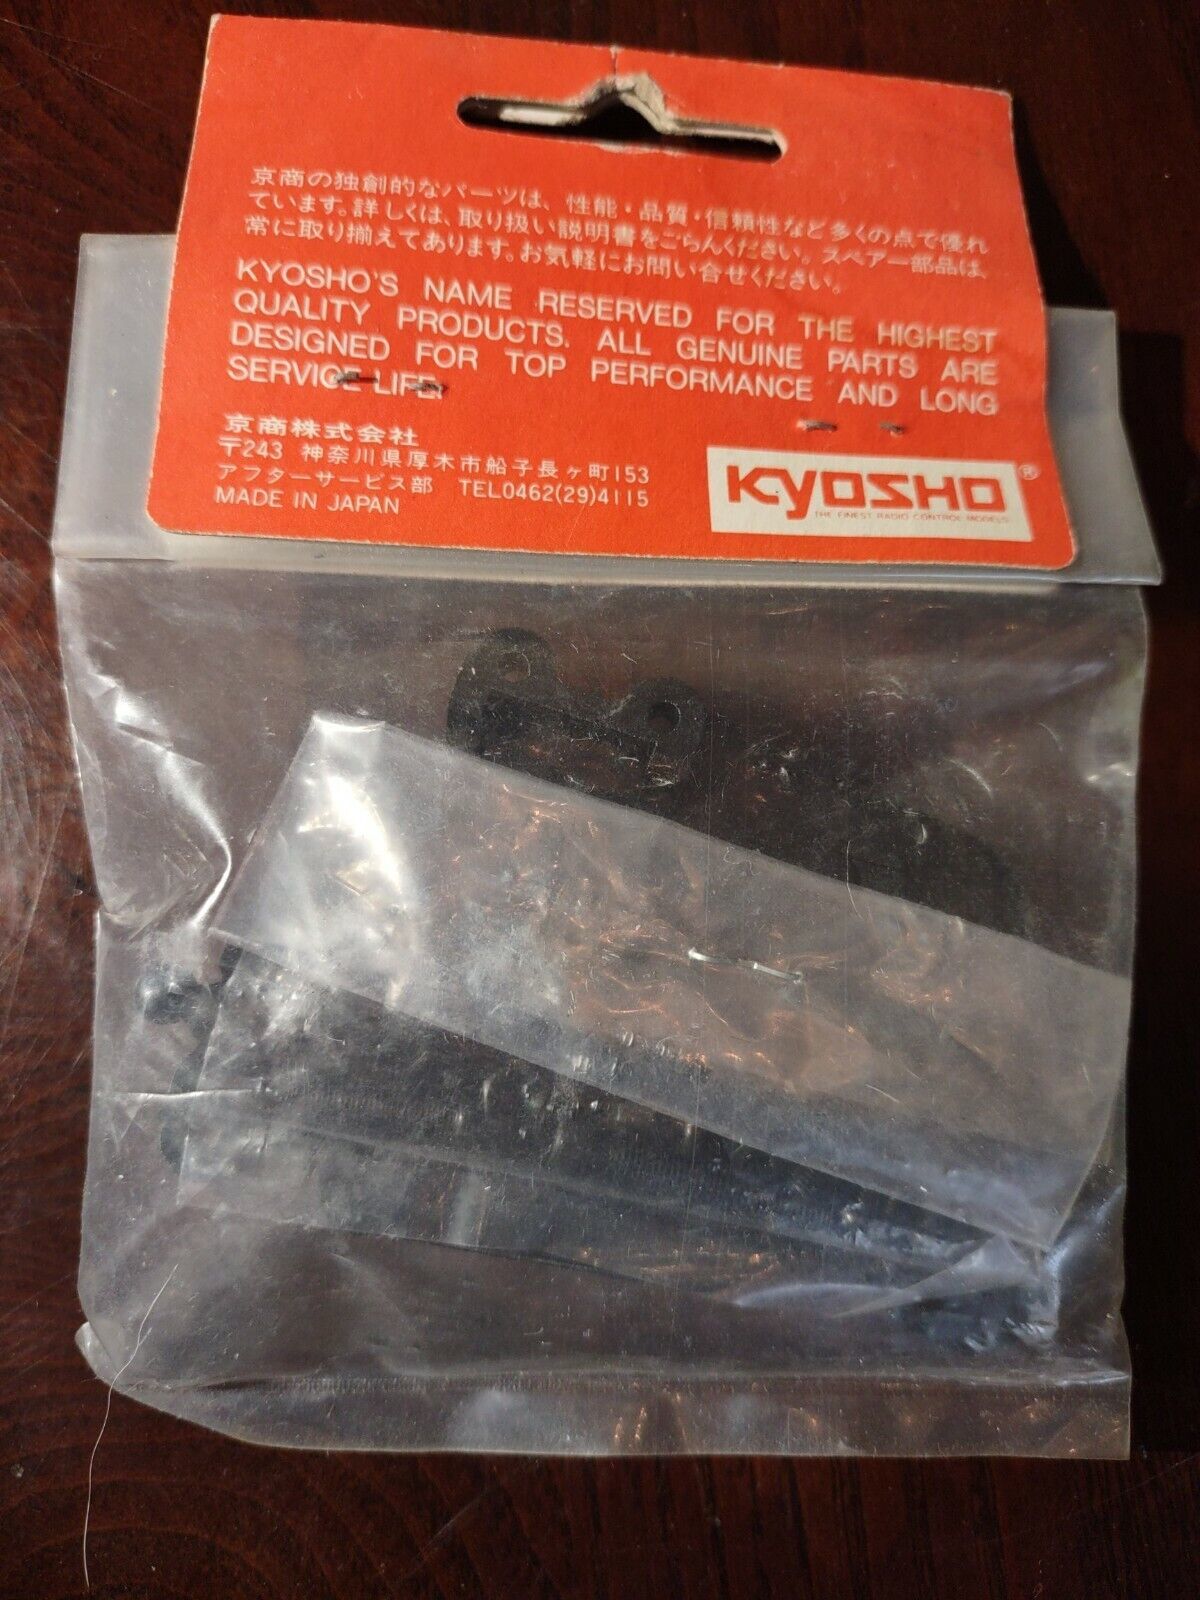 京商の独創的なパーツは、性能・品質・信頼性など多くの点で優れ
ています。詳しくは、取り扱い説明書をごらんください。スペアー部品は、
常に取り揃えてあります。お気軽にお問い合せください。
KYOSHO'S NAME RESERVED FOR THE HIGHEST
QUALITY PRODUCTS. ALL GENUINE PARTS ARE
DESIGNED FOR TOP PERFORMANCE AND LONG
SERVICE LIFE.
京商株式会社
〒243 神奈川県厚木市船子長ヶ町153
アフターサービス部 TEL0462(29)4115
MADE IN JAPAN
KYOSHO®
THE FINEST RADIO CONTROL MODELS